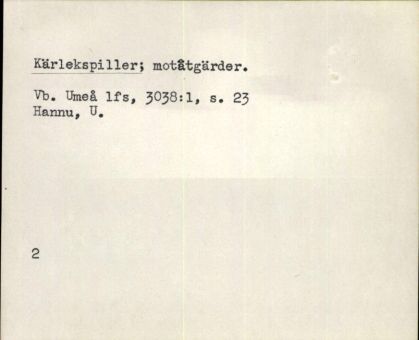 Kärlekspiller; motåtgärder.
Vb. Umeå lfs, 3038:1, s. 23
Hannu, U.
2